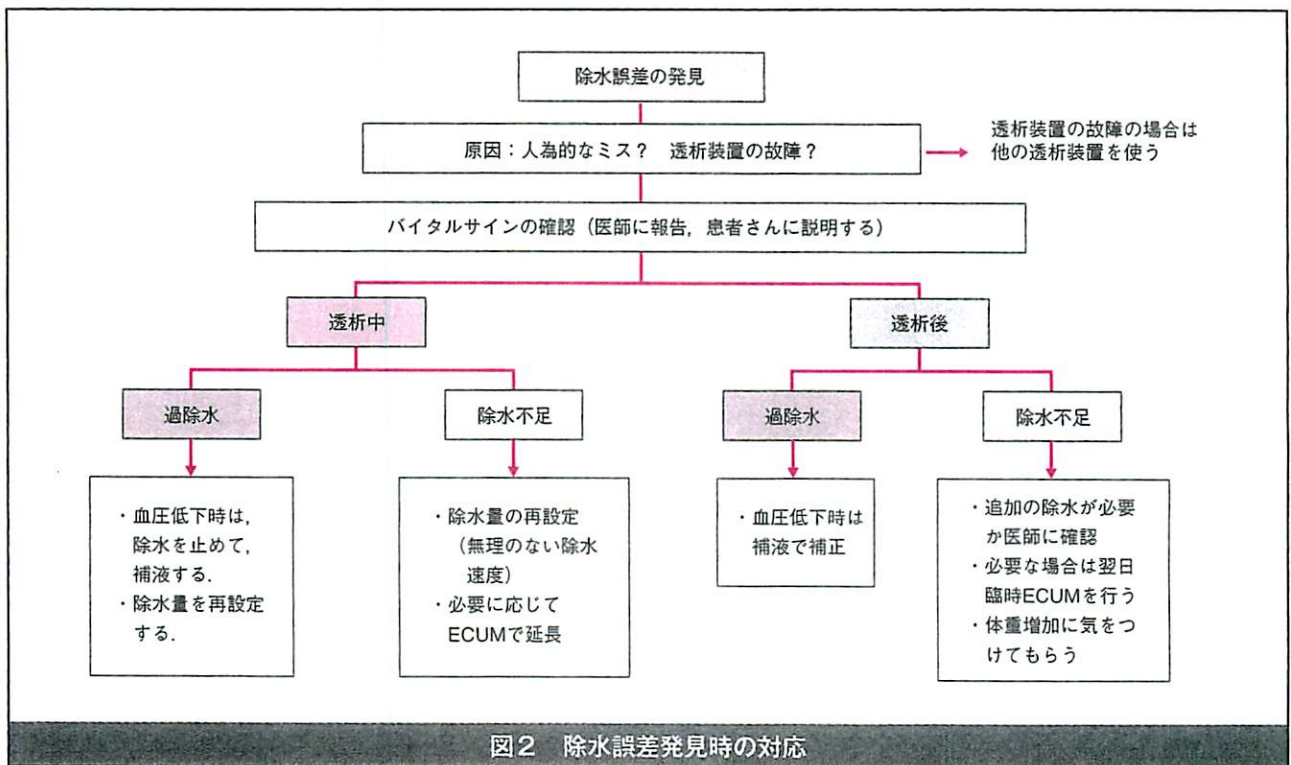 除水誤差の発見
原因：人為的なミス？　透析装置の故障？
透析装置の故障の場合は
他の透析装置を使う
バイタルサインの確認（医師に報告，患者さんに説明する）
透析中
透析後
過除水
除水不足
過除水
除水不足
・血圧低下時は，
除水を止めて，
補液する．
・除水量を再設定
する．
・除水量の再設定
（無理のない除水
速度）
・必要に応じて
ECUMで延長
・血圧低下時は
補液で補正
・追加の除水が必要
か医師に確認
・必要な場合は翌日
臨時ECUMを行う
・体重増加に気をつ
けてもらう
図2　除水誤差発見時の対応